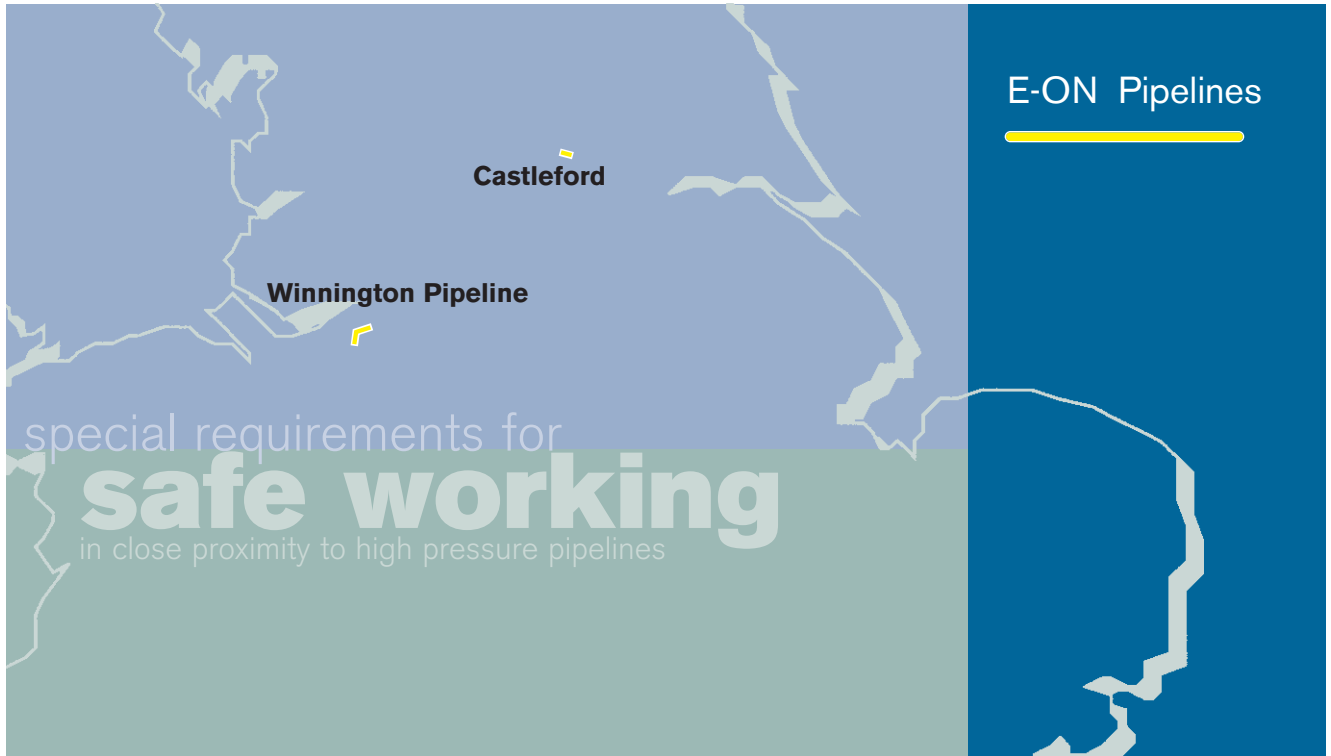 E-ON Pipelines
Castleford
Winnington Pipeline
special requirements for
safe working
in close proximity to high pressure pipelines